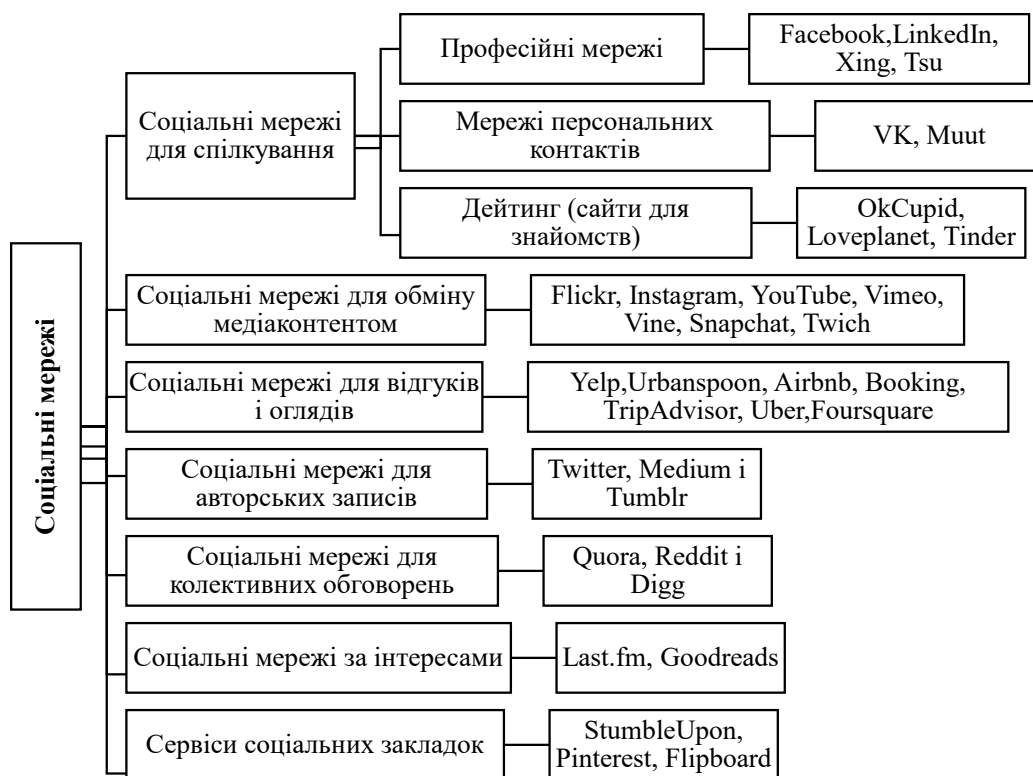 Соціальні мережі
Соціальні мережі
для спілкування
Професійні мережі
Facebook,LinkedIn,
Xing, Tsu
Мережі персональних
контактів
VK, Muut
Дейтинг (сайти для
знайомств)
OkCupid,
Loveplanet, Tinder
Соціальні мережі для обміну
медіаконтентом
Flickr, Instagram, YouTube, Vimeo,
Vine, Snapchat, Twich
Соціальні мережі для відгуків
і оглядів
Yelp,Urbanspoon, Airbnb, Booking,
TripAdvisor, Uber,Foursquare
Соціальні мережі для
авторських записів
Twitter, Medium і
Tumblr
Соціальні мережі для
колективних обговорень
Quora, Reddit і
Digg
Соціальні мережі за інтересами
Last.fm, Goodreads
Сервіси соціальних закладок
StumbleUpon,
Pinterest, Flipboard